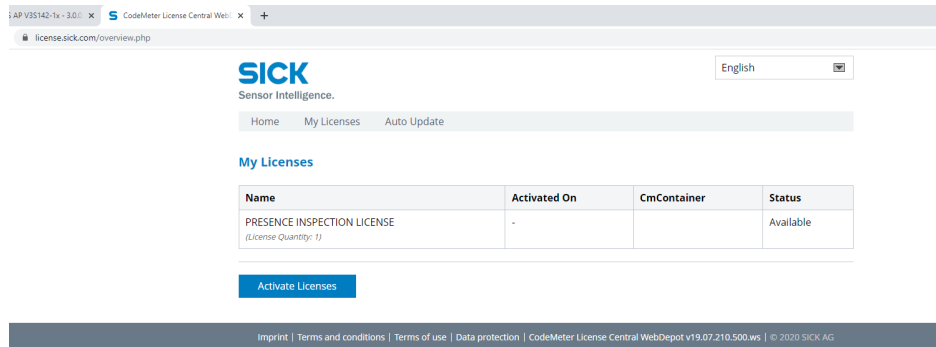 S AP V3S142-1x - 3.0.0
CodeMeter License Central Web
license.sick.com/overview.php
SICK
Sensor Intelligence.
English
Home My Licenses Auto Update
My Licenses
Name Activated On CmContainer Status
PRESENCE INSPECTION LICENSE - Available
(License Quantity: 1)
Activate Licenses
Imprint | Terms and conditions | Terms of use | Data protection | CodeMeter License Central WebDepot v19.07.210.500.ws | © 2020 SICK AG